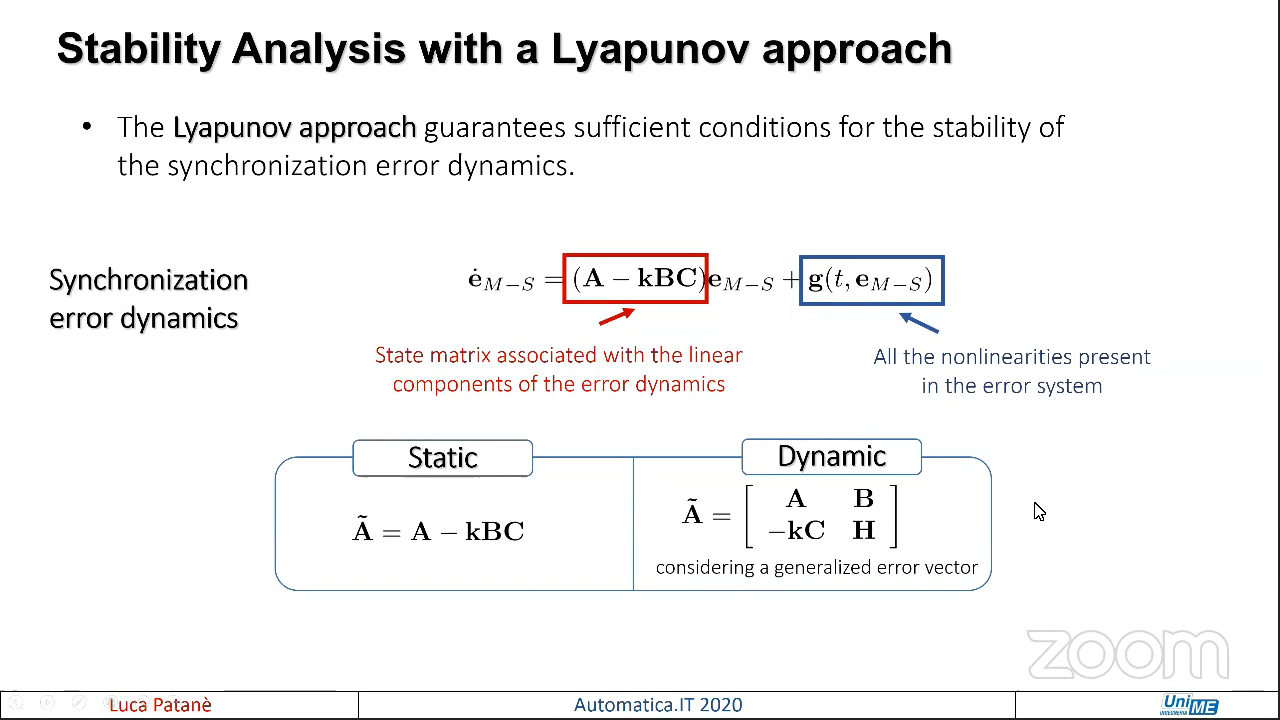 Stability Analysis with a Lyapunov approach
• The Lyapunov approach guarantees sufficient conditions for the stability of
the synchronization error dynamics.
Synchronization
error dynamics
ė_{M−S} = (A − kBC)e_{M−S} + g(t, e_{M−S})
State matrix associated with the linear
components of the error dynamics
All the nonlinearities present
in the error system
Static
Ã = A − kBC
Dynamic
Ã = [ A B
−kC H ]
considering a generalized error vector
zoom
Luca Patanè
Automatica.IT 2020
UniME